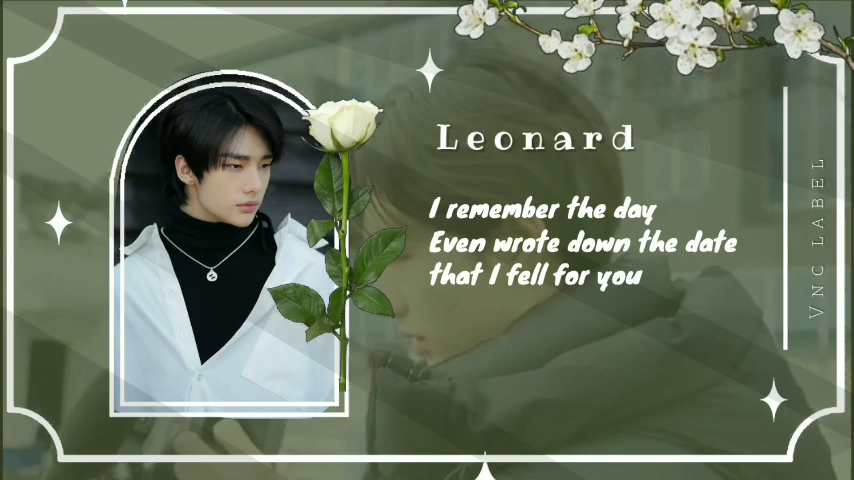 Leonard
I remember the day
Even wrote down the date
that I fell for you
VNC LABEL